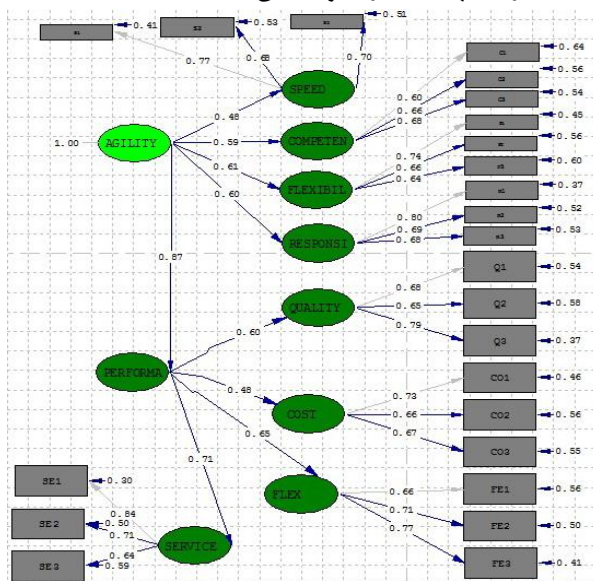 0.41
S2
0.53
0.51
0.77
0.68
0.70
SPEED
C1
0.64
C2
0.56
C3
0.54
0.60
0.66
0.68
0.48
1.00
AGILITY
0.59
COMPETEN
0.45
0.56
0.60
0.74
0.66
0.64
0.61
FLEXIBIL
0.37
0.52
0.53
0.80
0.69
0.68
0.60
RESPONSI
0.87
Q1
0.54
Q2
0.58
Q3
0.37
0.68
0.65
0.79
QUALITY
0.60
PERFORMA
0.48
CO1
0.46
CO2
0.56
CO3
0.55
0.73
0.66
0.67
COST
0.65
0.71
FE1
0.56
FE2
0.50
FE3
0.41
0.66
0.71
0.77
FLEX
SE1
0.30
SE2
0.50
SE3
0.59
0.84
0.71
0.64
SERVICE